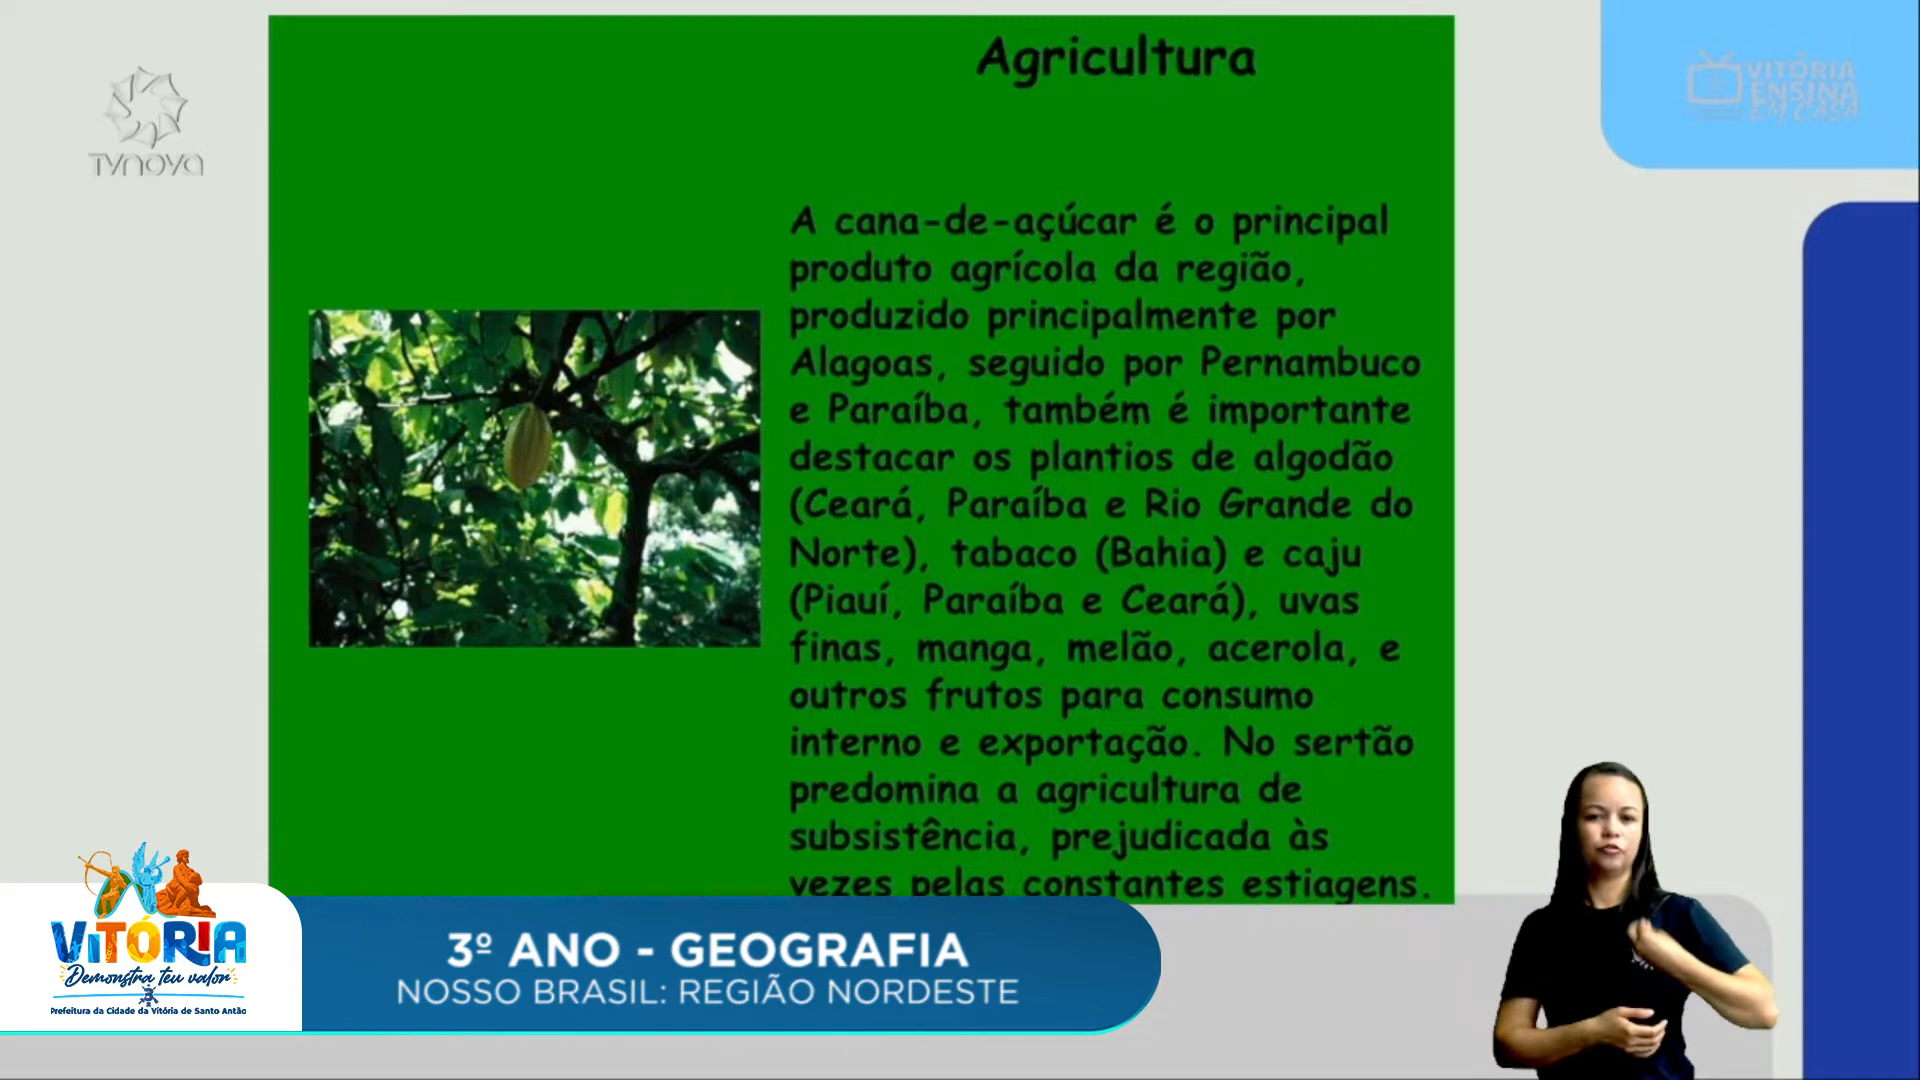 Agricultura
TVNOVA
VITÓRIA
ENSINA
EM CASA
A cana-de-açúcar é o principal
produto agrícola da região,
produzido principalmente por
Alagoas, seguido por Pernambuco
e Paraíba, também é importante
destacar os plantios de algodão
(Ceará, Paraíba e Rio Grande do
Norte), tabaco (Bahia) e caju
(Piauí, Paraíba e Ceará), uvas
finas, manga, melão, acerola, e
outros frutos para consumo
interno e exportação. No sertão
predomina a agricultura de
subsistência, prejudicada às
vezes pelas constantes estiagens.
VITÓRIA
Demonstra teu valor
Prefeitura da Cidade da Vitória de Santo Antão
3º ANO - GEOGRAFIA
NOSSO BRASIL: REGIÃO NORDESTE